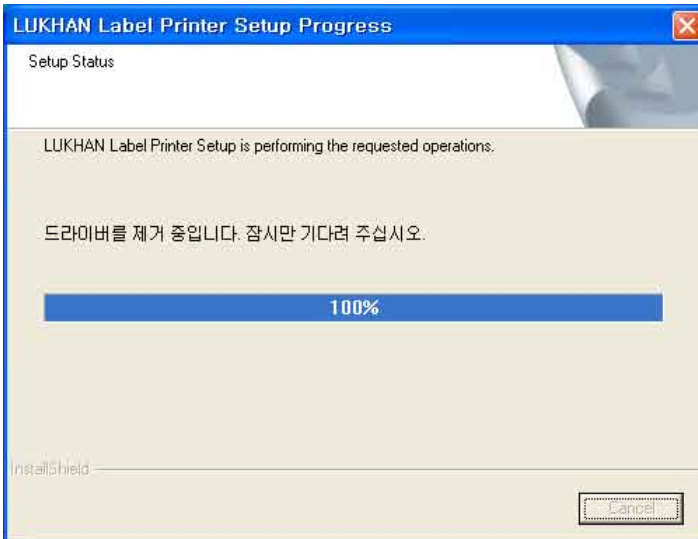 LUKHAN Label Printer Setup Progress
Setup Status
LUKHAN Label Printer Setup is performing the requested operations.
드라이버를 제거 중입니다. 잠시만 기다려 주십시오.
100%
InstallShield
Cancel